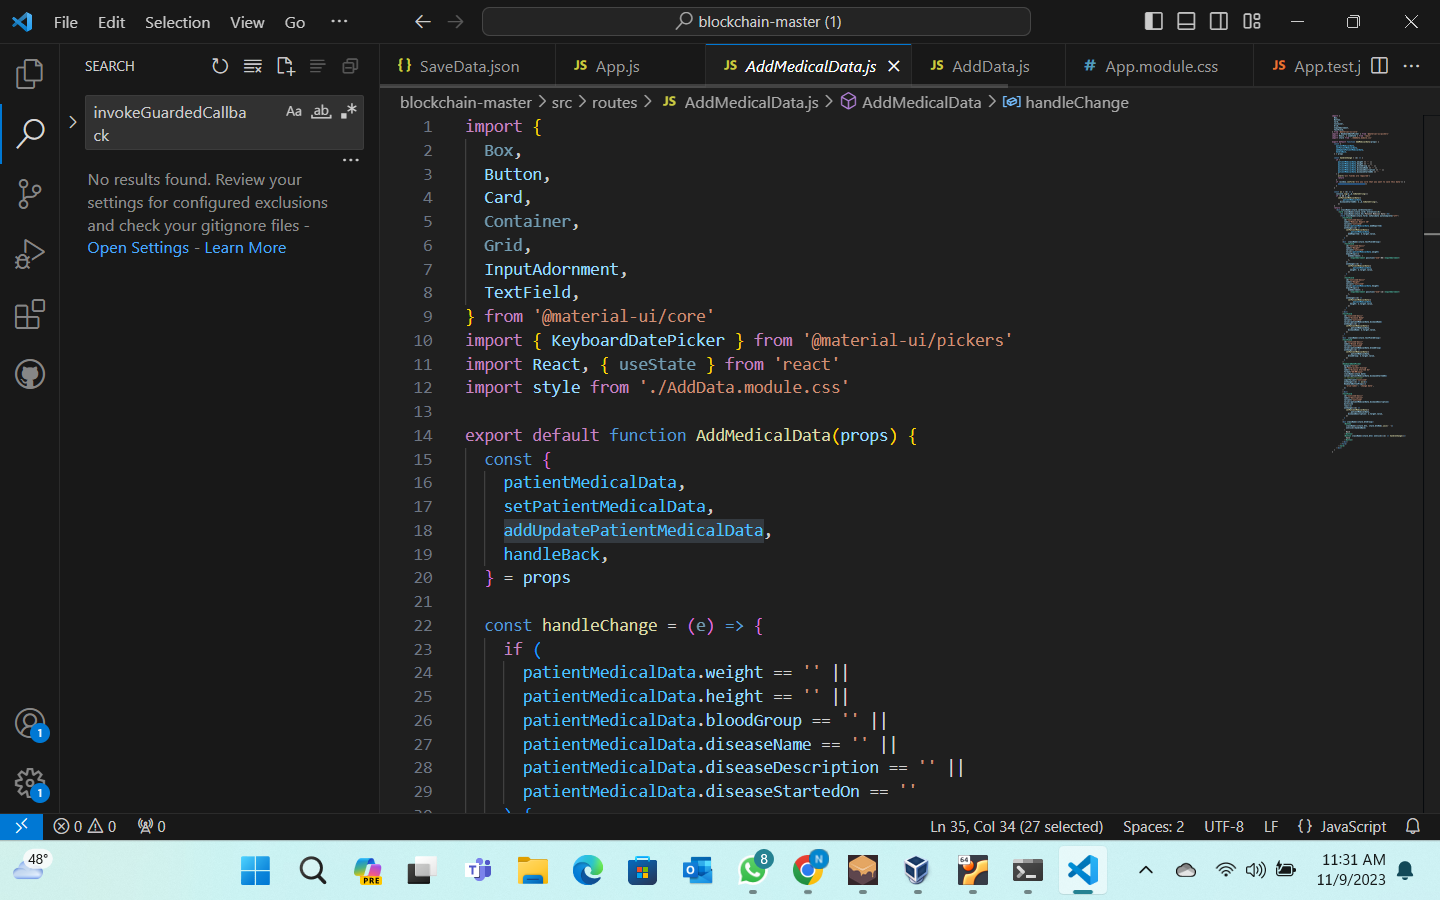 File Edit Selection View Go ··· blockchain-master (1)
SEARCH
invokeGuardedCallba
ck
Aa ab .*
No results found. Review your
settings for configured exclusions
and check your gitignore files -
Open Settings - Learn More
{} SaveData.json JS App.js JS AddMedicalData.js JS AddData.js # App.module.css JS App.test.j
blockchain-master > src > routes > JS AddMedicalData.js > AddMedicalData > handleChange
1 import {
2 Box,
3 Button,
4 Card,
5 Container,
6 Grid,
7 InputAdornment,
8 TextField,
9 } from '@material-ui/core'
10 import { KeyboardDatePicker } from '@material-ui/pickers'
11 import React, { useState } from 'react'
12 import style from './AddData.module.css'
13
14 export default function AddMedicalData(props) {
15 const {
16 patientMedicalData,
17 setPatientMedicalData,
18 addUpdatePatientMedicalData,
19 handleBack,
20 } = props
21
22 const handleChange = (e) => {
23 if (
24 patientMedicalData.weight == '' ||
25 patientMedicalData.height == '' ||
26 patientMedicalData.bloodGroup == '' ||
27 patientMedicalData.diseaseName == '' ||
28 patientMedicalData.diseaseDescription == '' ||
29 patientMedicalData.diseaseStartedOn == ''
1
1
0 0 0 Ln 35, Col 34 (27 selected) Spaces: 2 UTF-8 LF {} JavaScript
48° PRE 8 N 64 11:31 AM
11/9/2023